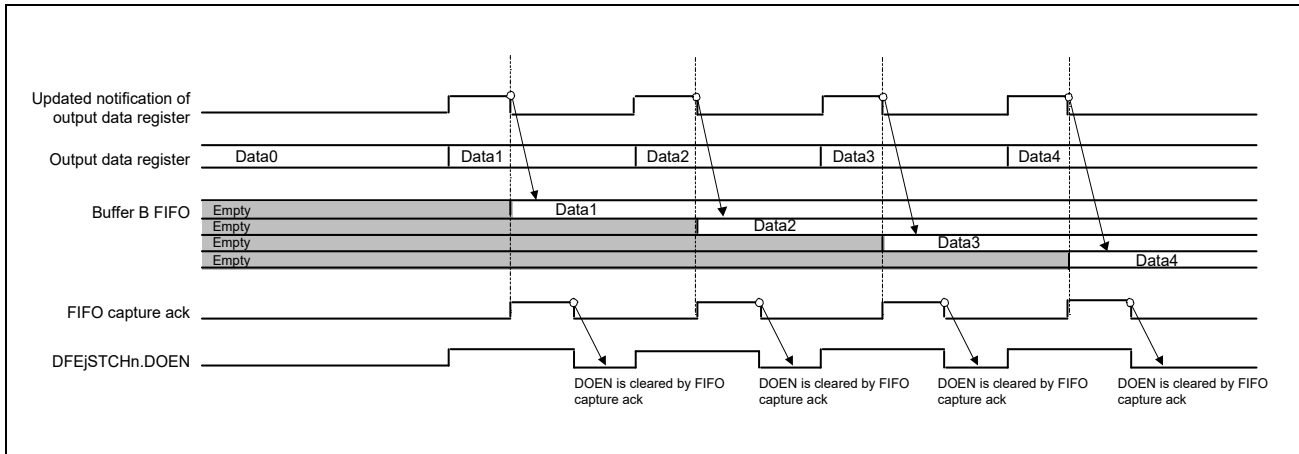 Updated notification of
output data register
Output data register
Data0
Data1
Data2
Data3
Data4
Buffer B FIFO
Empty
Data1
Empty
Data2
Empty
Data3
Empty
Data4
FIFO capture ack
DFEjSTCHn.DOEN
DOEN is cleared by FIFO
capture ack
DOEN is cleared by FIFO
capture ack
DOEN is cleared by FIFO
capture ack
DOEN is cleared by FIFO
capture ack